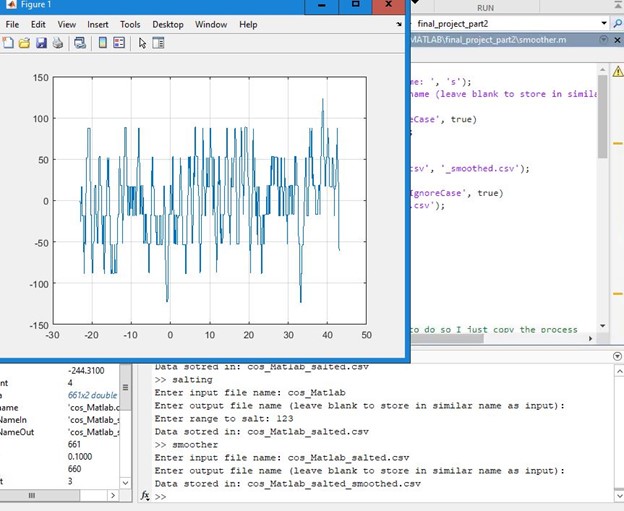 Figure 1
File Edit View Insert Tools Desktop Window Help
150
100
50
0
-50
-100
-150
-30 -20 -10 0 10 20 30 40 50
RUN
final_project_part2
MATLAB\final_project_part2\smoother.m
me: ', 's');
name (leave blank to store in simila
eCase', true)
;
csv', '_smoothed.csv');
IgnoreCase', true)
.csv');
to do so I just copy the process
-244.3100
nt 4
a 661x2 double
name 'cos_Matlab.c
NameIn 'cos_Matlab_s
NameOut 'cos_Matlab_s
661
0.1000
660
t 3
Data sotred in: cos_Matlab_salted.csv
>> salting
Enter input file name: cos_Matlab
Enter output file name (leave blank to store in similar name as input):
Enter range to salt: 123
Data sotred in: cos_Matlab_salted.csv
>> smoother
Enter input file name: cos_Matlab_salted.csv
Enter output file name (leave blank to store in similar name as input):
Data stored in: cos_Matlab_salted_smoothed.csv
fx >>